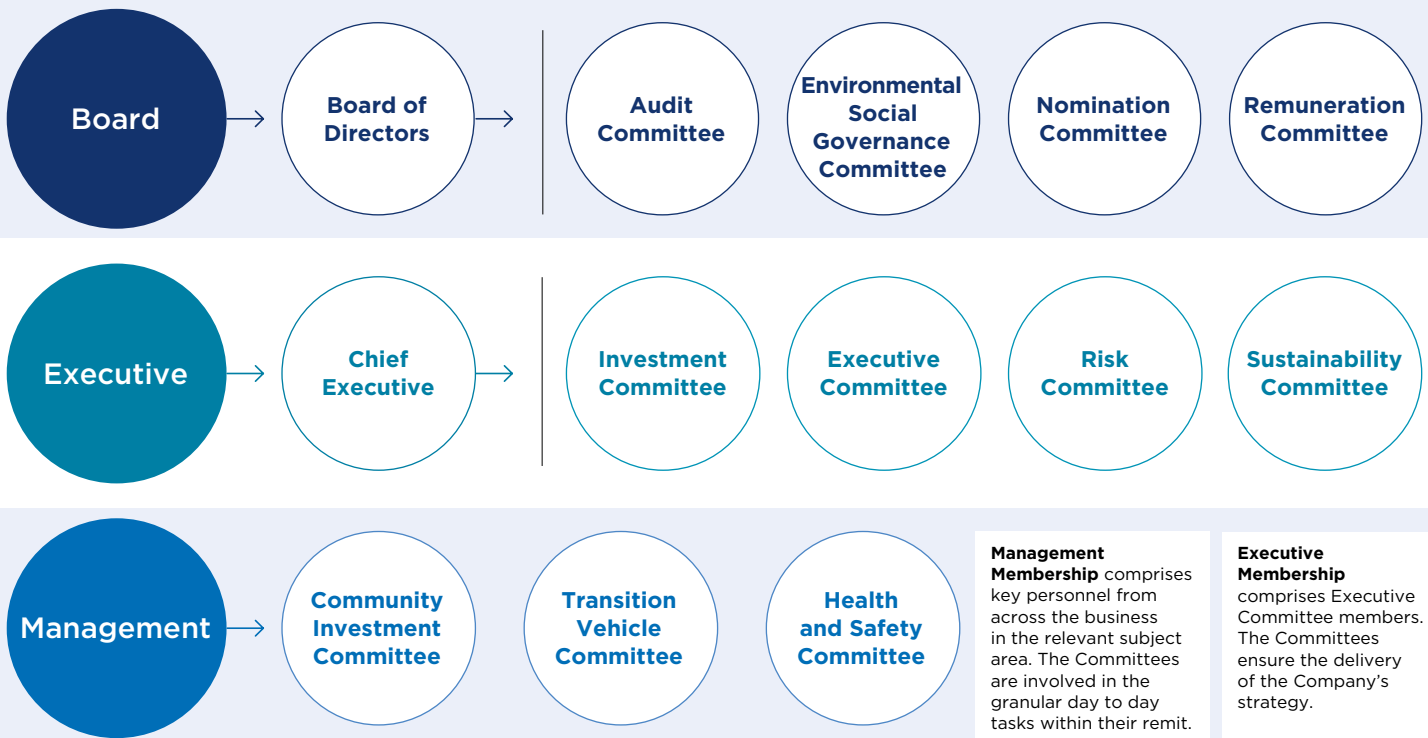 Board
Board of
Directors
Audit
Committee
Environmental
Social
Governance
Committee
Nomination
Committee
Remuneration
Committee
Executive
Chief
Executive
Investment
Committee
Executive
Committee
Risk
Committee
Sustainability
Committee
Management
Community
Investment
Committee
Transition
Vehicle
Committee
Health
and Safety
Committee
Management
Membership comprises
key personnel from
across the business
in the relevant subject
area. The Committees
are involved in the
granular day to day
tasks within their remit.
Executive
Membership
comprises Executive
Committee members.
The Committees
ensure the delivery
of the Company's
strategy.